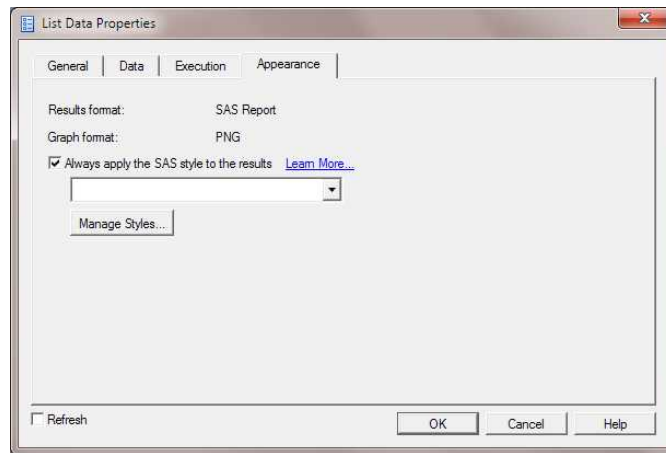 List Data Properties
General Data Execution Appearance
Results format: SAS Report
Graph format: PNG
Always apply the SAS style to the results Learn More...
Manage Styles...
Refresh OK Cancel Help